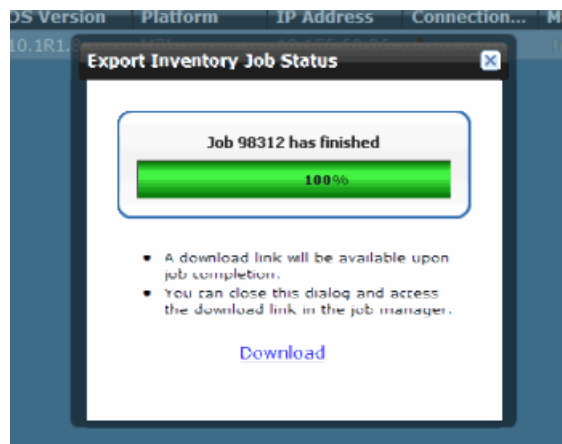 OS Version Platform IP Address Connection...
10.1R1.8
Export Inventory Job Status
Job 98312 has finished
100%
A download link will be available upon
job completion.
You can close this dialog and access
the download link in the job manager.
Download